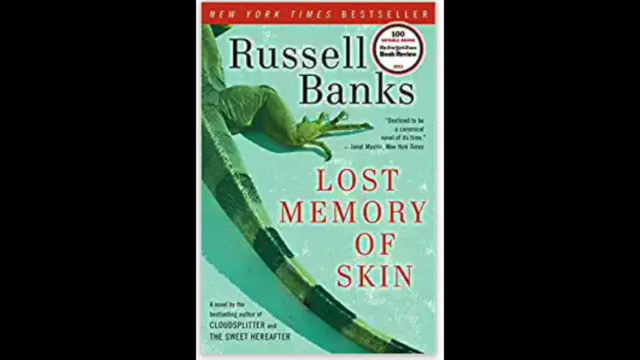 NEW YORK TIMES BESTSELLER
Russell
Banks
100
NOTABLE BOOKS
The New York Times
Book Review
2011
"Destined to be
a canonical
novel of its time."
— Janet Maslin, New York Times
LOST
MEMORY
OF
SKIN
A novel by the
bestselling author of
CLOUDSPLITTER and
THE SWEET HEREAFTER